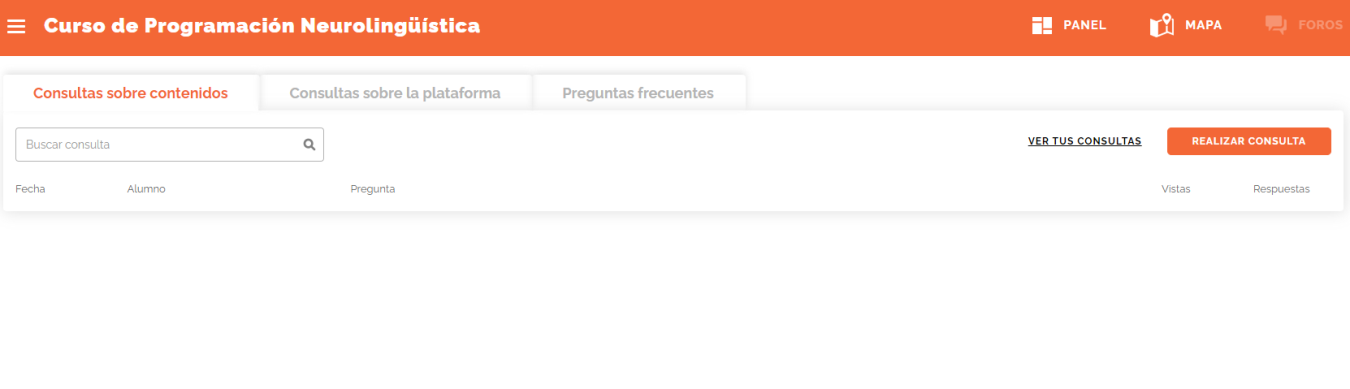 Curso de Programación Neurolingüística
PANEL
MAPA
FOROS
Consultas sobre contenidos
Consultas sobre la plataforma
Preguntas frecuentes
Buscar consulta
VER TUS CONSULTAS
REALIZAR CONSULTA
Fecha
Alumno
Pregunta
Vistas
Respuestas